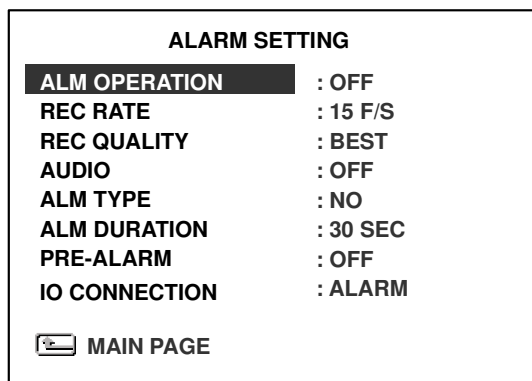 ALARM SETTING
ALM OPERATION : OFF
REC RATE : 15 F/S
REC QUALITY : BEST
AUDIO : OFF
ALM TYPE : NO
ALM DURATION : 30 SEC
PRE-ALARM : OFF
IO CONNECTION : ALARM
MAIN PAGE